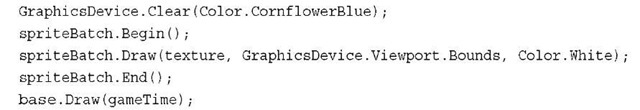 GraphicsDevice.Clear(Color.CornflowerBlue);
spriteBatch.Begin();
spriteBatch.Draw(texture, GraphicsDevice.Viewport.Bounds, Color.White);
spriteBatch.End();
base.Draw(gameTime);